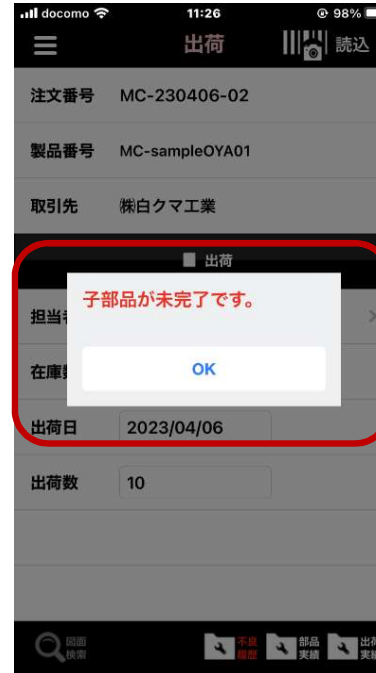 docomo 11:26 98%
出荷 読込
注文番号 MC-230406-02
製品番号 MC-sampleOYA01
取引先 ㈱白クマ工業
■ 出荷
子部品が未完了です。
担当
OK
在庫
出荷日 2023/04/06
出荷数 10
図面 不良 部品 出荷
検索 履歴 実績 実績